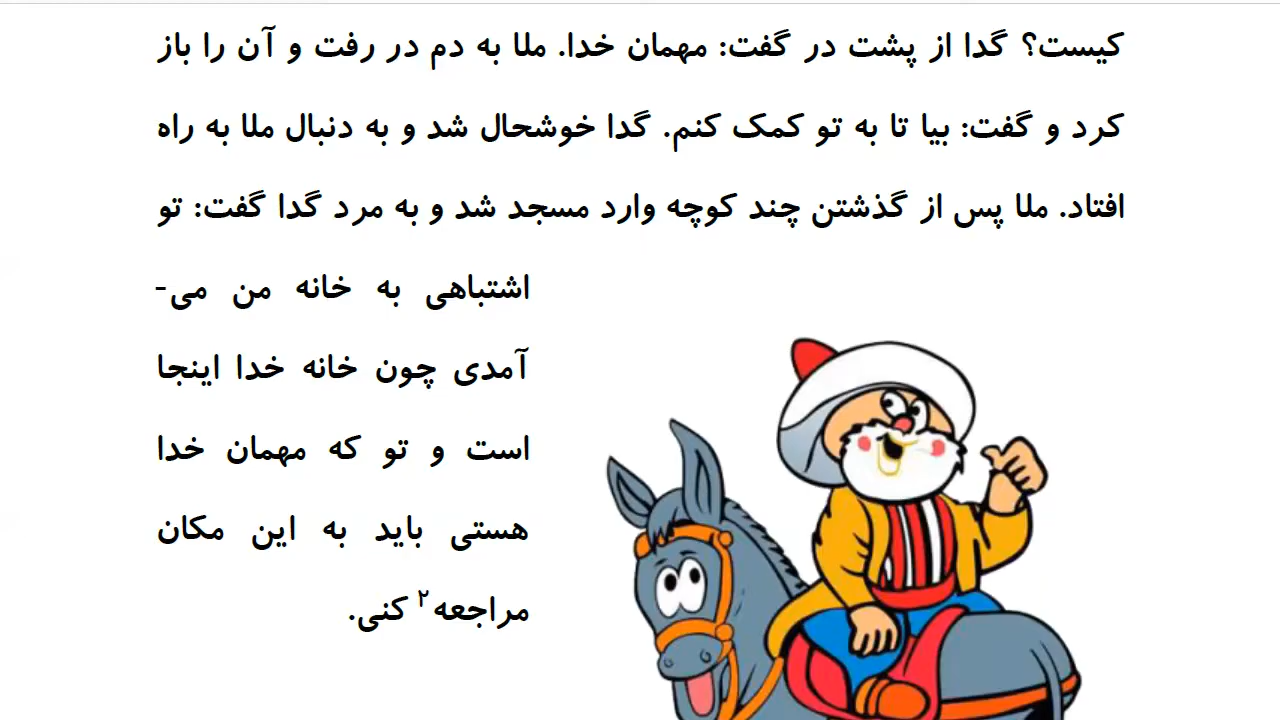 کیست؟ گدا از پشت در گفت: مهمان خدا. ملا به دم در رفت و آن را باز
کرد و گفت: بیا تا به تو کمک کنم. گدا خوشحال شد و به دنبال ملا به راه
افتاد. ملا پس از گذشتن چند کوچه وارد مسجد شد و به مرد گدا گفت: تو
اشتباهی به خانه من می-
آمدی چون خانه خدا اینجا
است و تو که مهمان خدا
هستی باید به این مکان
مراجعه۲ کنی.